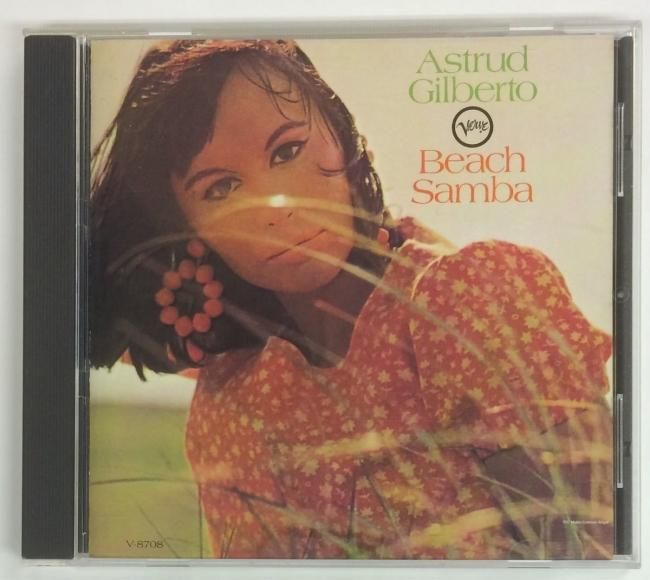 Astrud
Gilberto
Verve
Beach
Samba
V-8708